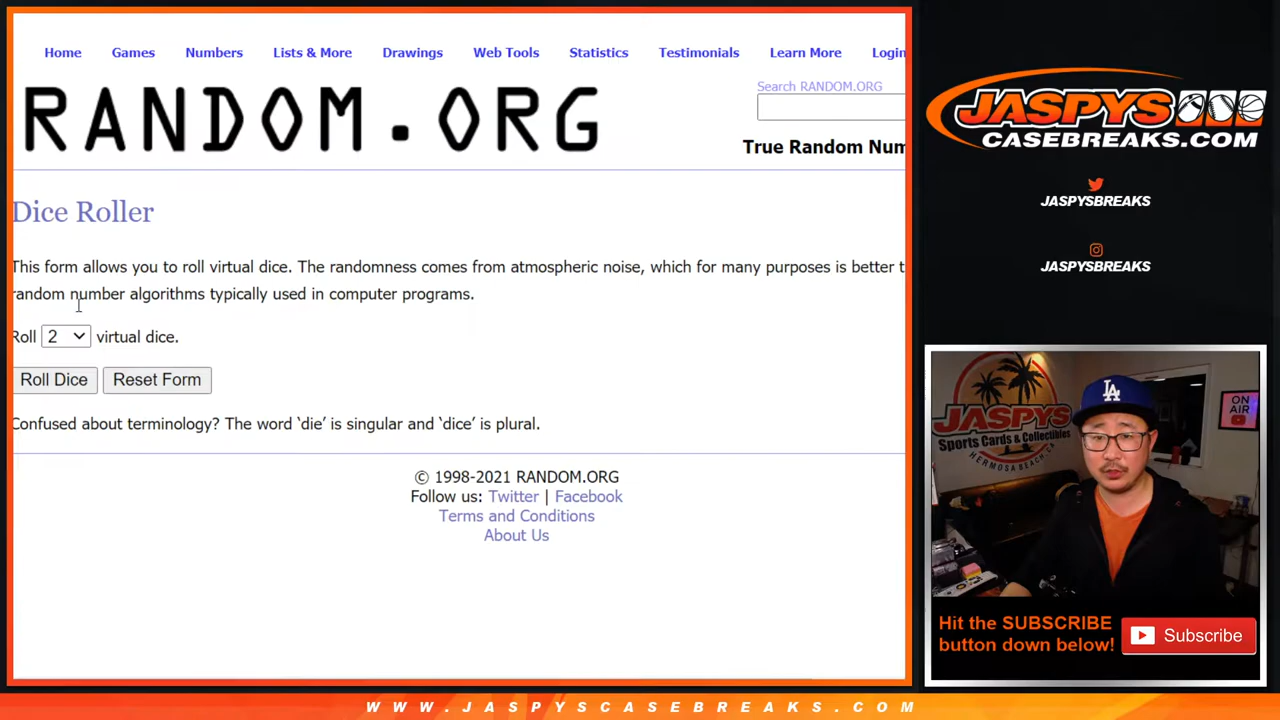 Home Games Numbers Lists & More Drawings Web Tools Statistics Testimonials Learn More Login
RANDOM.ORG
Search RANDOM.ORG
True Random Num
Dice Roller
This form allows you to roll virtual dice. The randomness comes from atmospheric noise, which for many purposes is better t
random number algorithms typically used in computer programs.
Roll 2 virtual dice.
Roll Dice Reset Form
Confused about terminology? The word ‘die’ is singular and ‘dice’ is plural.
© 1998-2021 RANDOM.ORG
Follow us: Twitter | Facebook
Terms and Conditions
About Us
JASPYS
CASEBREAKS.COM
JASPYSBREAKS
JASPYSBREAKS
JASPYS
Sports Cards & Collectibles
HERMOSA BEACH, CA
LA
ON
AIR
Hit the SUBSCRIBE
button down below!
Subscribe
WWW.JASPYSCASEBREAKS.COM